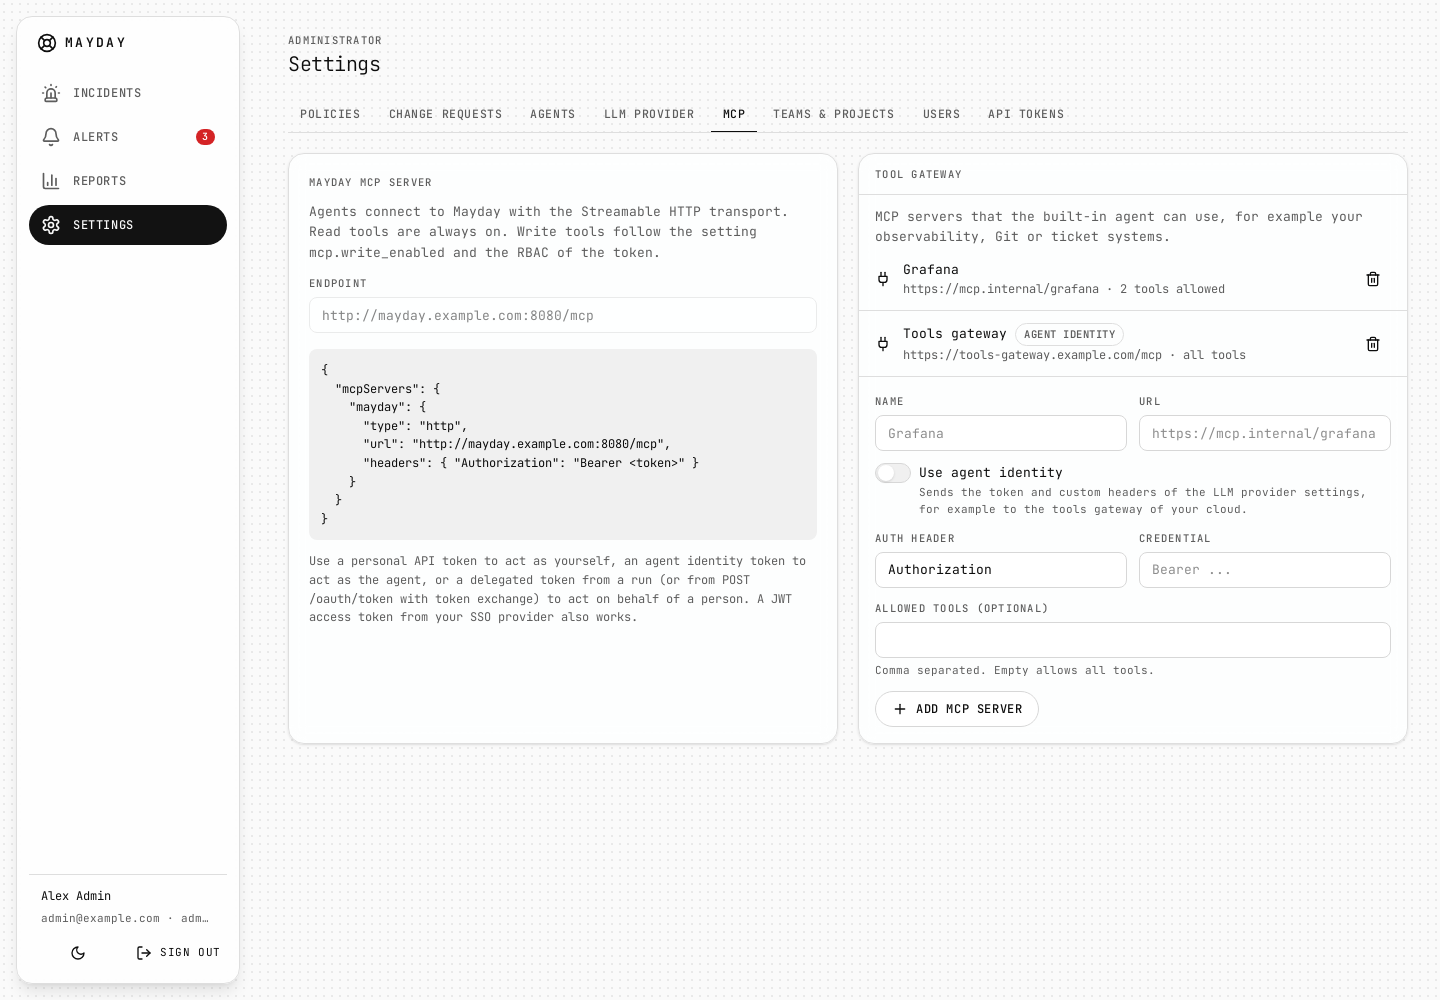 MAYDAY
INCIDENTS
ALERTS 3
REPORTS
SETTINGS
Alex Admin
admin@example.com · adm…
SIGN OUT
ADMINISTRATOR
Settings
POLICIES CHANGE REQUESTS AGENTS LLM PROVIDER MCP TEAMS & PROJECTS USERS API TOKENS
MAYDAY MCP SERVER
Agents connect to Mayday with the Streamable HTTP transport.
Read tools are always on. Write tools follow the setting
mcp.write_enabled and the RBAC of the token.
ENDPOINT
http://mayday.example.com:8080/mcp
{
  "mcpServers": {
    "mayday": {
      "type": "http",
      "url": "http://mayday.example.com:8080/mcp",
      "headers": { "Authorization": "Bearer <token>" }
    }
  }
}
Use a personal API token to act as yourself, an agent identity token to
act as the agent, or a delegated token from a run (or from POST
/oauth/token with token exchange) to act on behalf of a person. A JWT
access token from your SSO provider also works.
TOOL GATEWAY
MCP servers that the built-in agent can use, for example your
observability, Git or ticket systems.
Grafana
https://mcp.internal/grafana · 2 tools allowed
Tools gateway AGENT IDENTITY
https://tools-gateway.example.com/mcp · all tools
NAME URL
Grafana https://mcp.internal/grafana
Use agent identity
Sends the token and custom headers of the LLM provider settings,
for example to the tools gateway of your cloud.
AUTH HEADER CREDENTIAL
Authorization Bearer ...
ALLOWED TOOLS (OPTIONAL)
Comma separated. Empty allows all tools.
ADD MCP SERVER